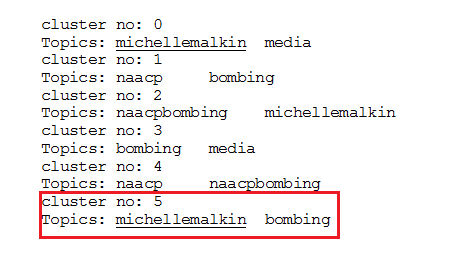 cluster no: 0
Topics: michellemalkin media
cluster no: 1
Topics: naacp bombing
cluster no: 2
Topics: naacpbombing michellemalkin
cluster no: 3
Topics: bombing media
cluster no: 4
Topics: naacp naacpbombing
cluster no: 5
Topics: michellemalkin bombing